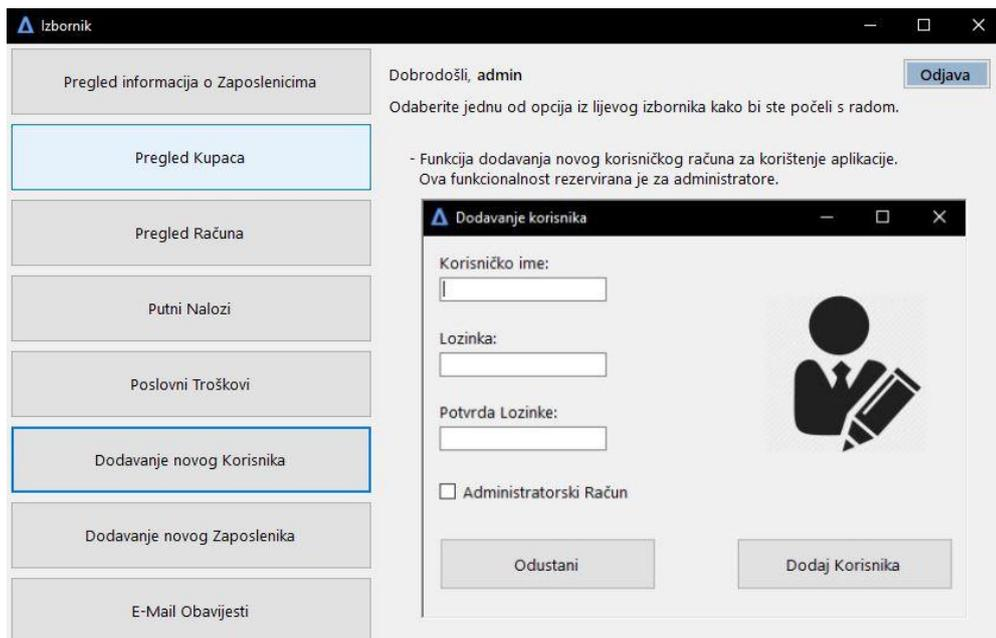 Izbornik
Pregled informacija o Zaposlenicima
Pregled Kupaca
Pregled Računa
Putni Nalozi
Poslovni Troškovi
Dodavanje novog Korisnika
Dodavanje novog Zaposlenika
E-Mail Obavijesti
Dobrodošli, admin
Odjava
Odaberite jednu od opcija iz lijevog izbornika kako bi ste počeli s radom.
- Funkcija dodavanja novog korisničkog računa za korištenje aplikacije.
Ova funkcionalnost rezervirana je za administratore.
Dodavanje korisnika
Korisničko ime:
Lozinka:
Potvrda Lozinke:
Administratorski Račun
Odustani
Dodaj Korisnika